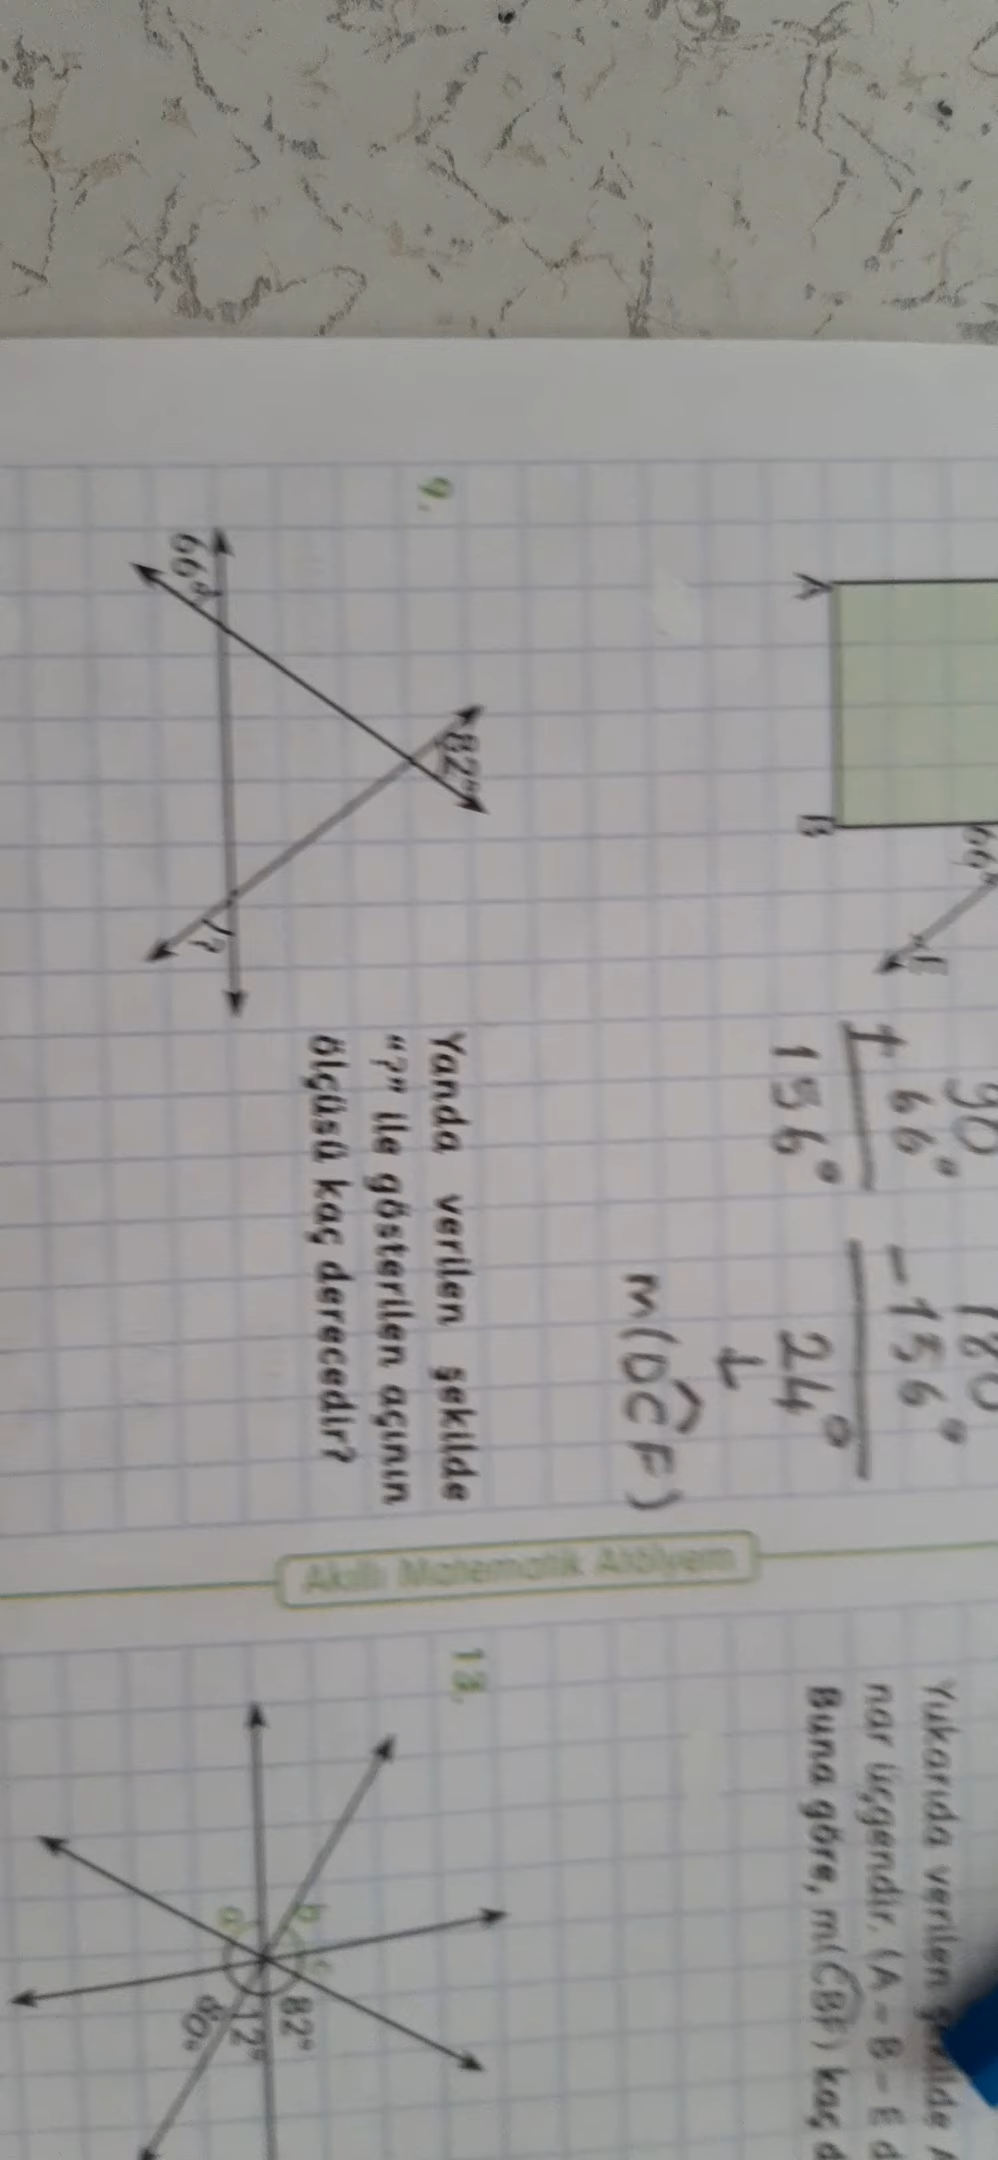 A
B
66°
E
90
+ 66°
156°
180
- 156°
24°
m(DCF)
9.
82°
66°
?
Yanda verilen şekilde
"?" ile gösterilen açının
ölçüsü kaç derecedir?
Akıllı Matematik Atölyem
Yukarıda verilen
nar üçgendir. (A - B - E d
Buna göre, m(CBF) kaç d
13.
b
c
a
82°
12°
60°